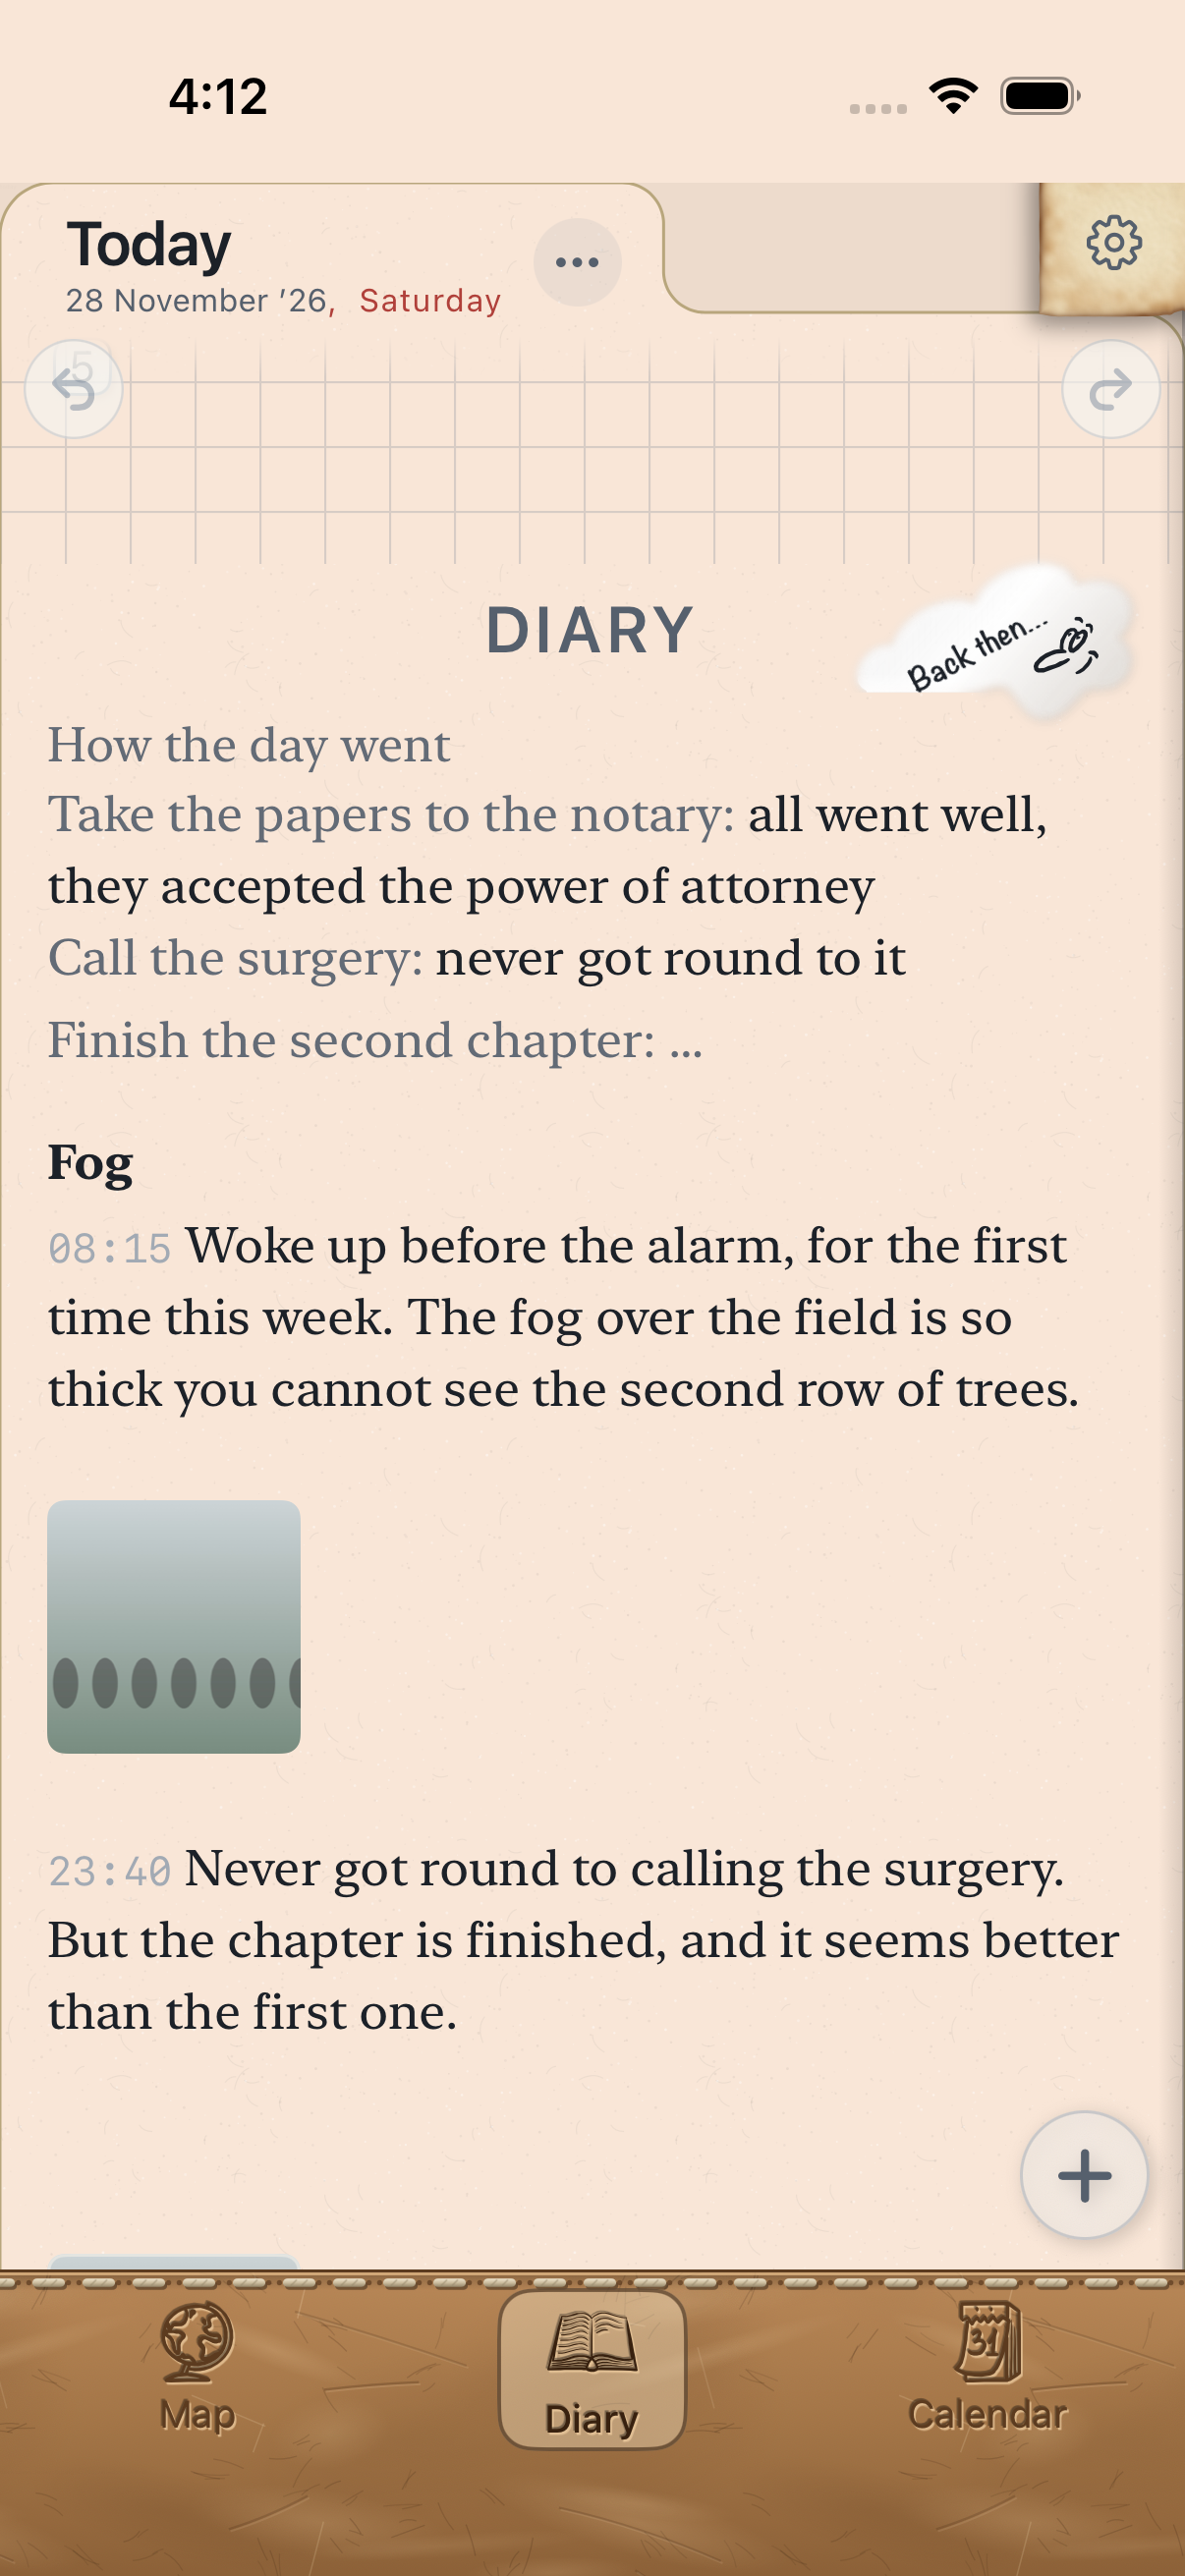 4:12
Today
28 November ’26, Saturday
5
DIARY
Back then...
How the day went
Take the papers to the notary: all went well,
they accepted the power of attorney
Call the surgery: never got round to it
Finish the second chapter: ...
Fog
08:15 Woke up before the alarm, for the first
time this week. The fog over the field is so
thick you cannot see the second row of trees.
23:40 Never got round to calling the surgery.
But the chapter is finished, and it seems better
than the first one.
31
Map
Diary
Calendar